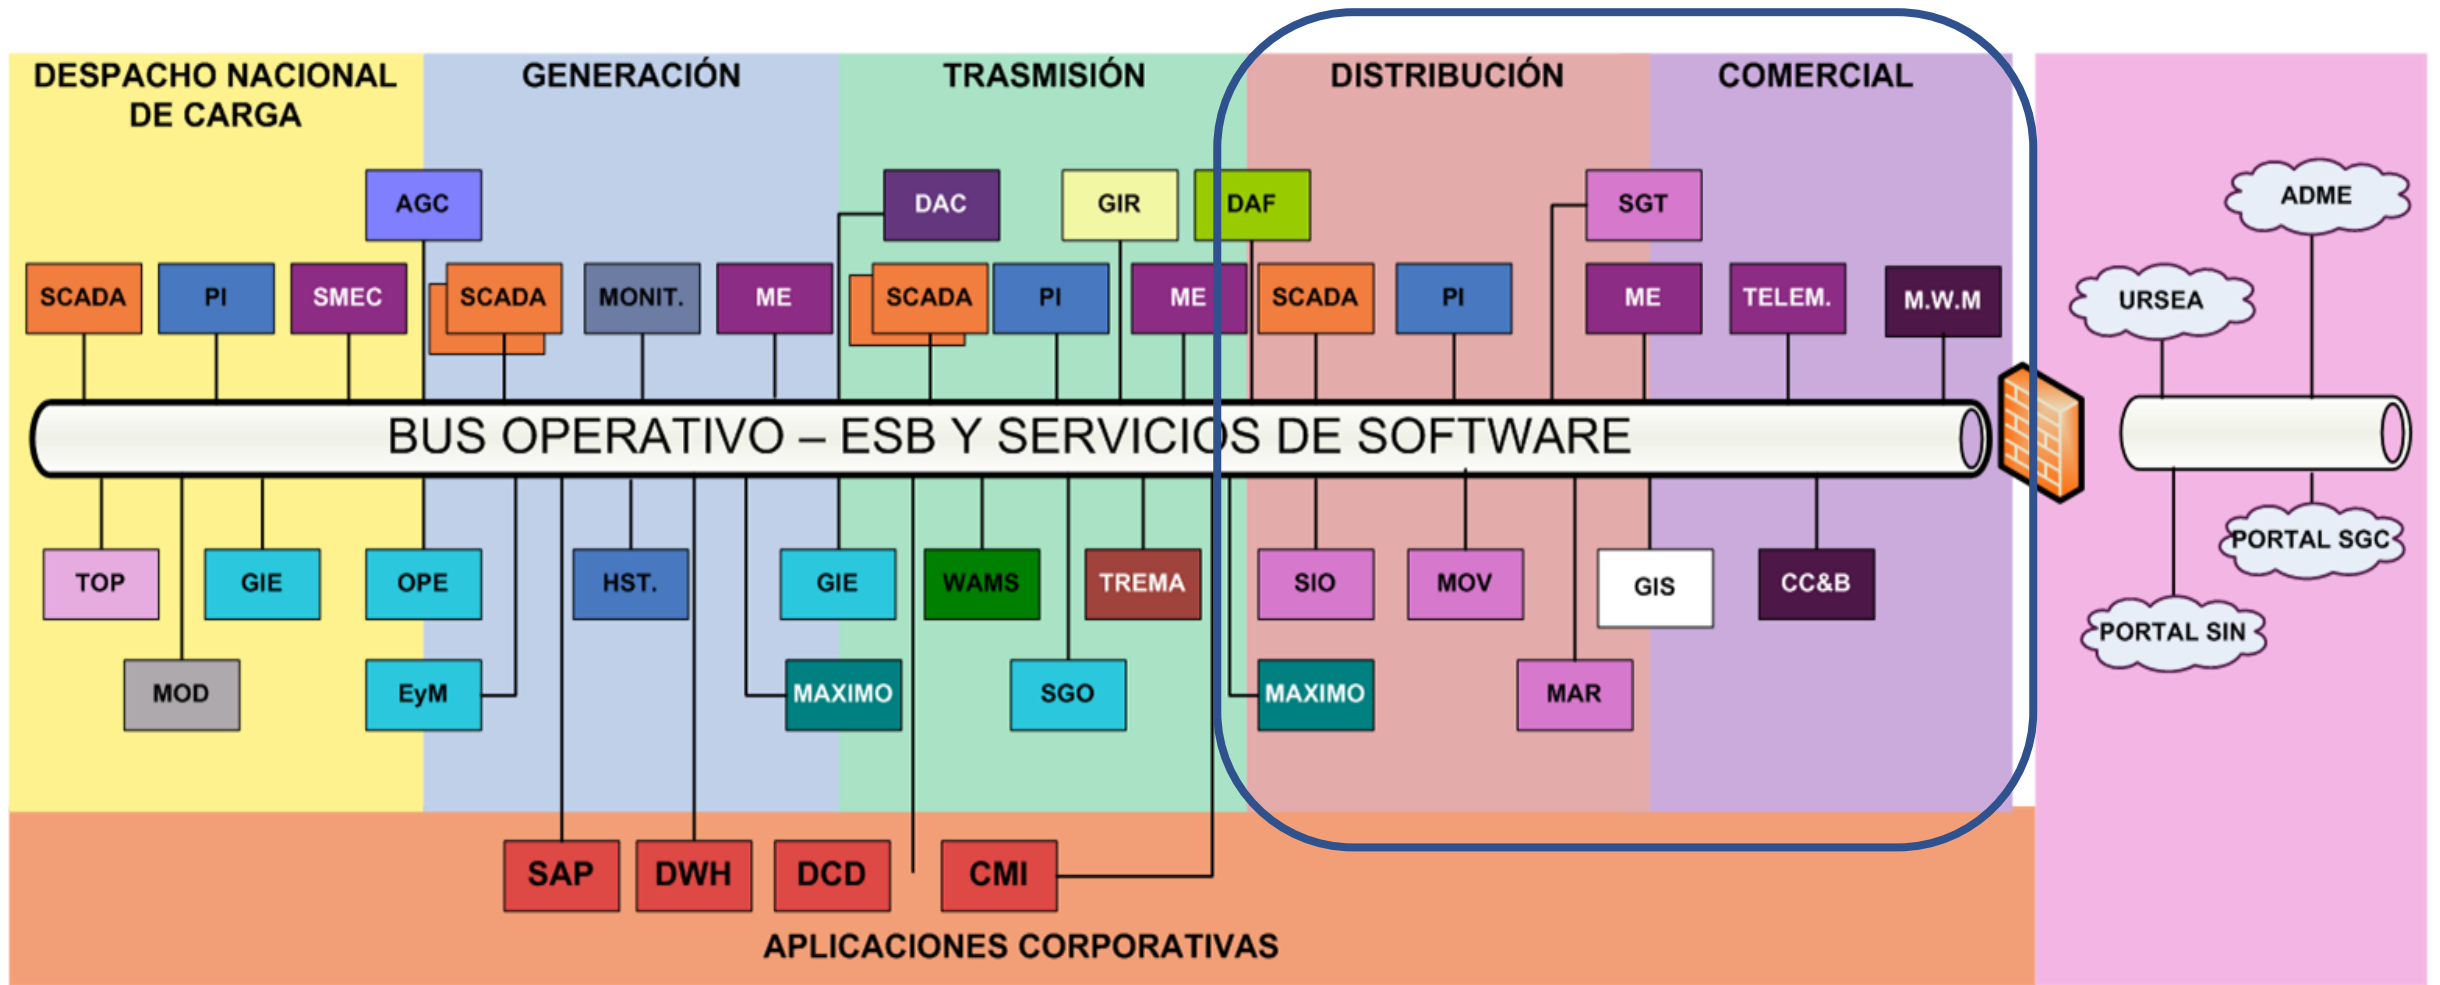 DESPACHO NACIONAL
DE CARGA
GENERACIÓN
TRASMISIÓN
DISTRIBUCIÓN
COMERCIAL
AGC
DAC
GIR
DAF
SGT
ADME
SCADA
PI
SMEC
SCADA
MONIT.
ME
SCADA
PI
ME
SCADA
PI
ME
TELEM.
M.W.M
URSEA
BUS OPERATIVO – ESB Y SERVICIOS DE SOFTWARE
PORTAL SGC
TOP
GIE
OPE
HST.
GIE
WAMS
TREMA
SIO
MOV
GIS
CC&B
PORTAL SIN
MOD
EyM
MAXIMO
SGO
MAXIMO
MAR
SAP
DWH
DCD
CMI
APLICACIONES CORPORATIVAS